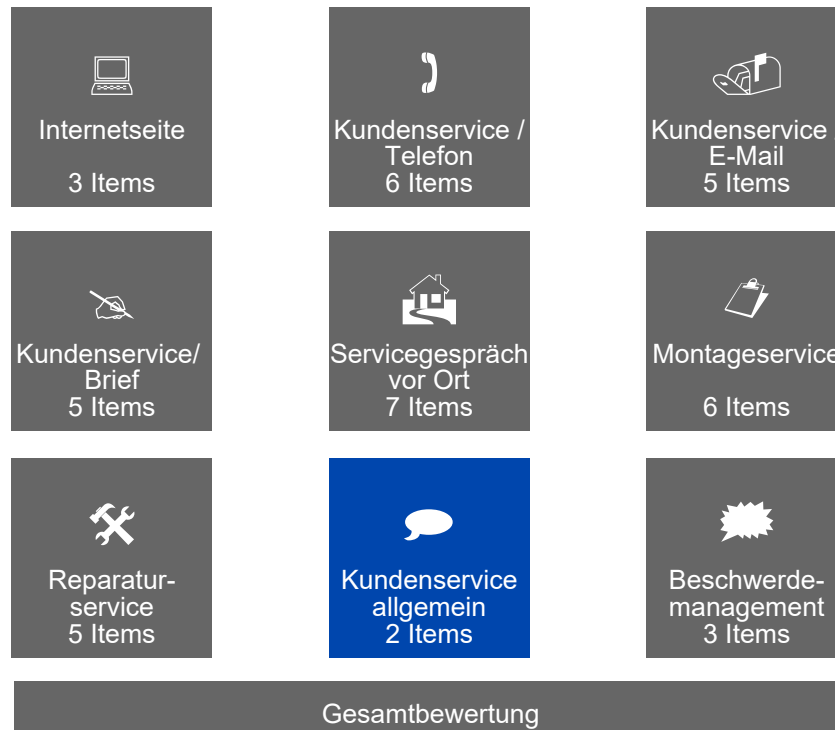 Internetseite
3 Items
Kundenservice /
Telefon
6 Items
Kundenservice
E-Mail
5 Items
Kundenservice/
Brief
5 Items
Servicegespräch
vor Ort
7 Items
Montageservice
6 Items
Reparatur-
service
5 Items
Kundenservice
allgemein
2 Items
Beschwerde-
management
3 Items
Gesamtbewertung